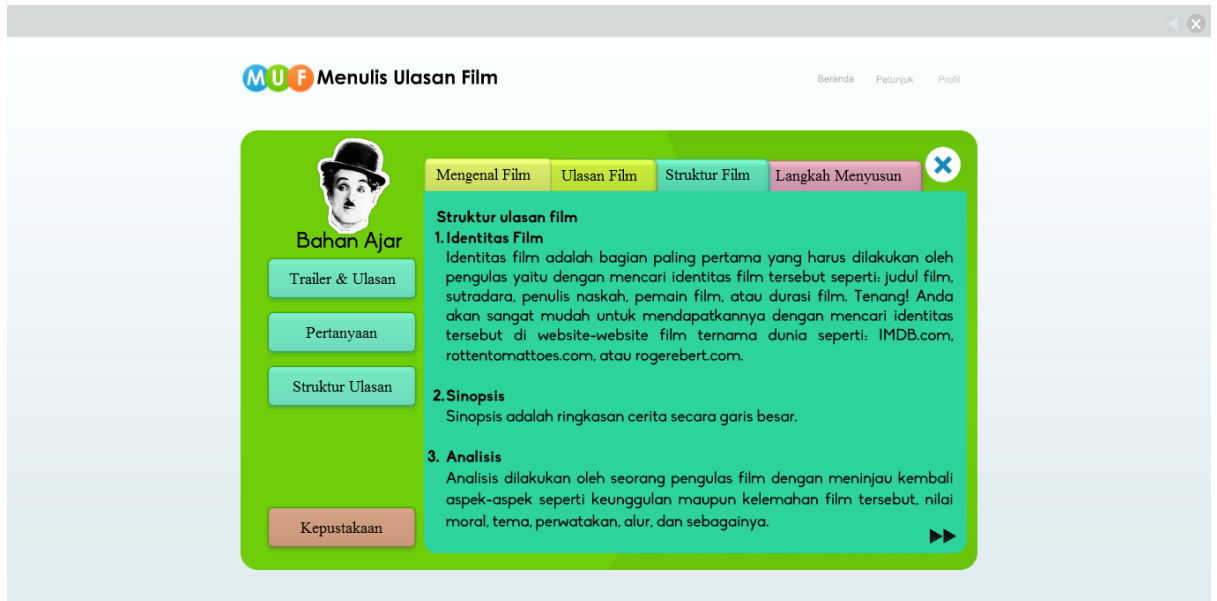 MUF Menulis Ulasan Film
Beranda Petunjuk Profil
Mengenal Film Ulasan Film Struktur Film Langkah Menyusun
Bahan Ajar
Trailer & Ulasan
Pertanyaan
Struktur Ulasan
Kepustakaan
Struktur ulasan film
1. Identitas Film
Identitas film adalah bagian paling pertama yang harus dilakukan oleh
pengulas yaitu dengan mencari identitas film tersebut seperti: judul film,
sutradara, penulis naskah, pemain film, atau durasi film. Tenang! Anda
akan sangat mudah untuk mendapatkannya dengan mencari identitas
tersebut di website-website film ternama dunia seperti: IMDB.com,
rottentomattoes.com, atau rogerebert.com.
2. Sinopsis
Sinopsis adalah ringkasan cerita secara garis besar.
3. Analisis
Analisis dilakukan oleh seorang pengulas film dengan meninjau kembali
aspek-aspek seperti keunggulan maupun kelemahan film tersebut, nilai
moral, tema, perwatakan, alur, dan sebagainya.